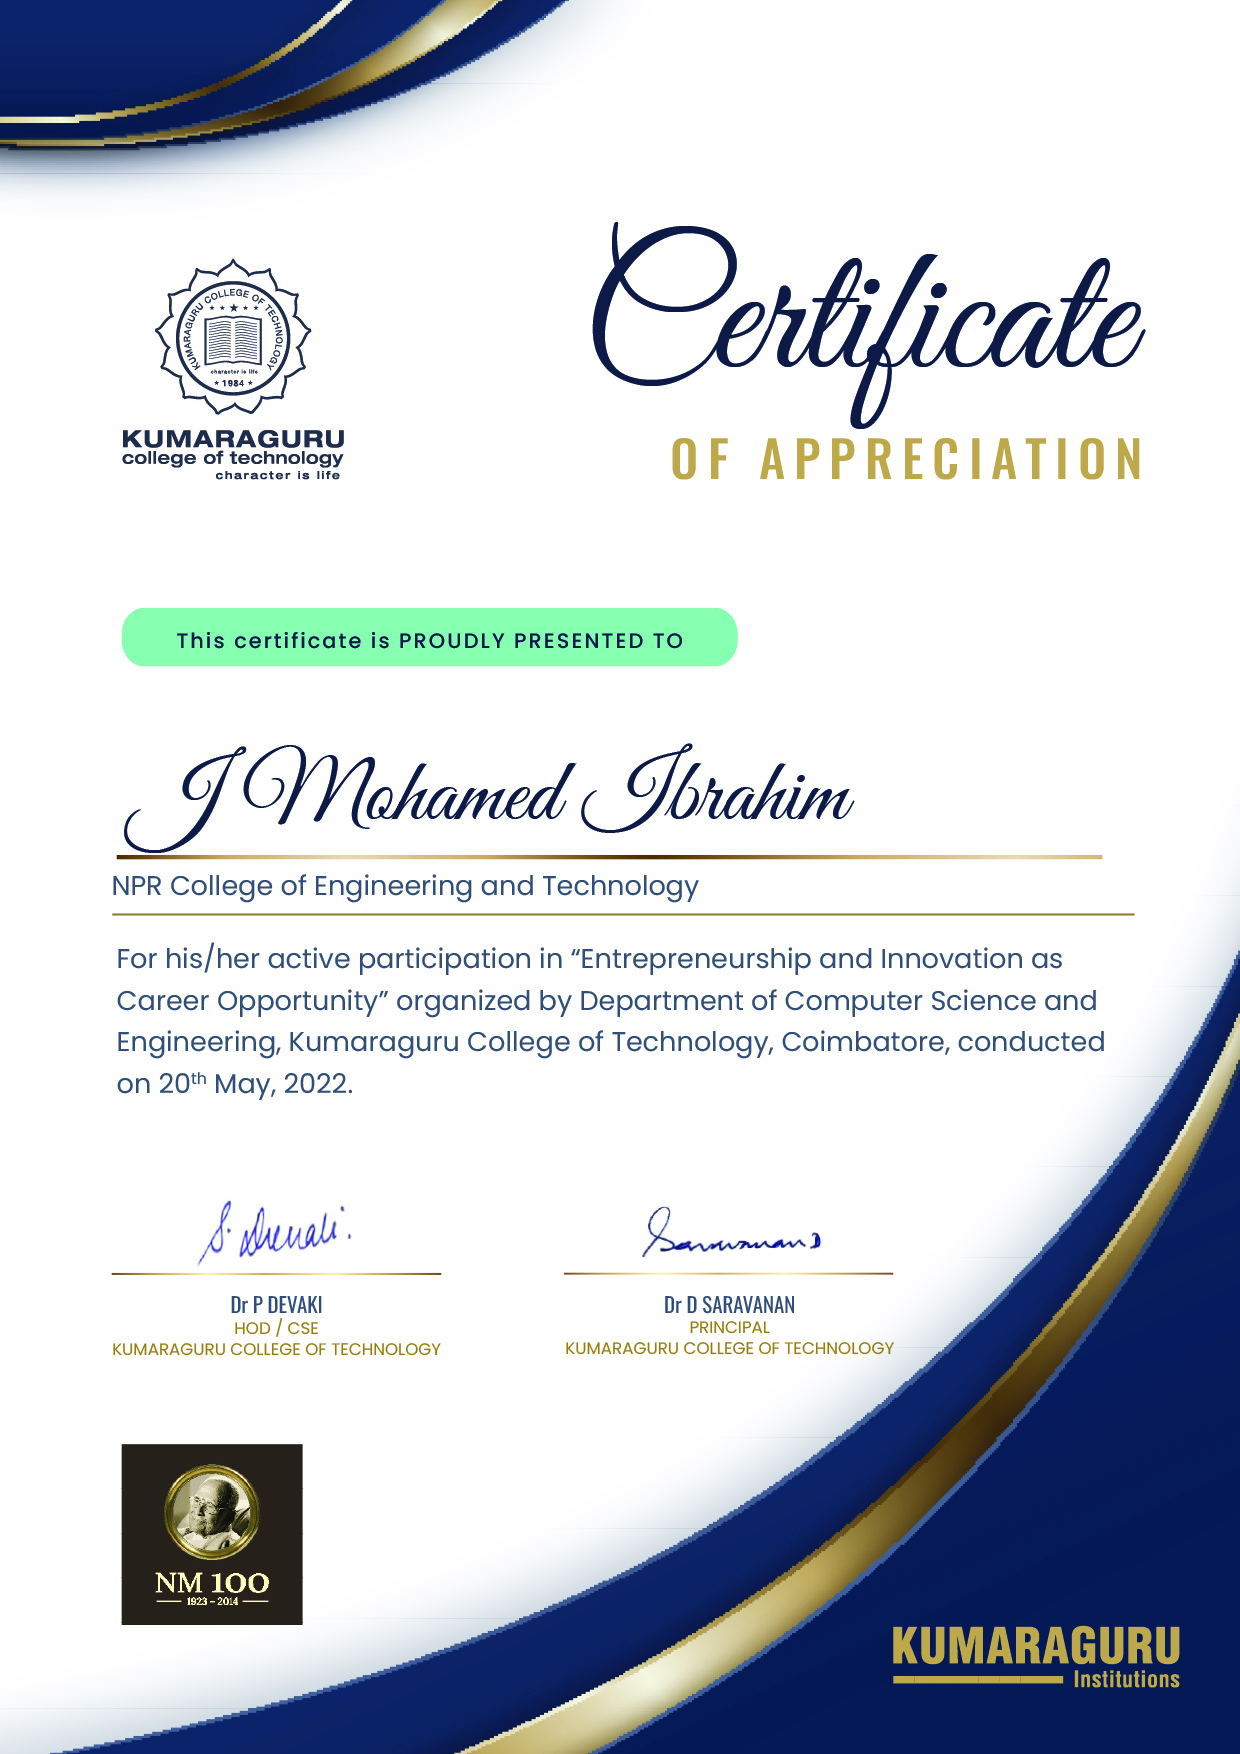 KUMARAGURU COLLEGE OF TECHNOLOGY
character is life
★ 1984 ★
KUMARAGURU
college of technology
character is life
Certificate
OF APPRECIATION
This certificate is PROUDLY PRESENTED TO
J Mohamed Ibrahim
NPR College of Engineering and Technology
For his/her active participation in “Entrepreneurship and Innovation as
Career Opportunity” organized by Department of Computer Science and
Engineering, Kumaraguru College of Technology, Coimbatore, conducted
on 20th May, 2022.
Dr P DEVAKI
HOD / CSE
KUMARAGURU COLLEGE OF TECHNOLOGY
Saravanan D
Dr D SARAVANAN
PRINCIPAL
KUMARAGURU COLLEGE OF TECHNOLOGY
NM 100
1923 - 2014
KUMARAGURU
Institutions